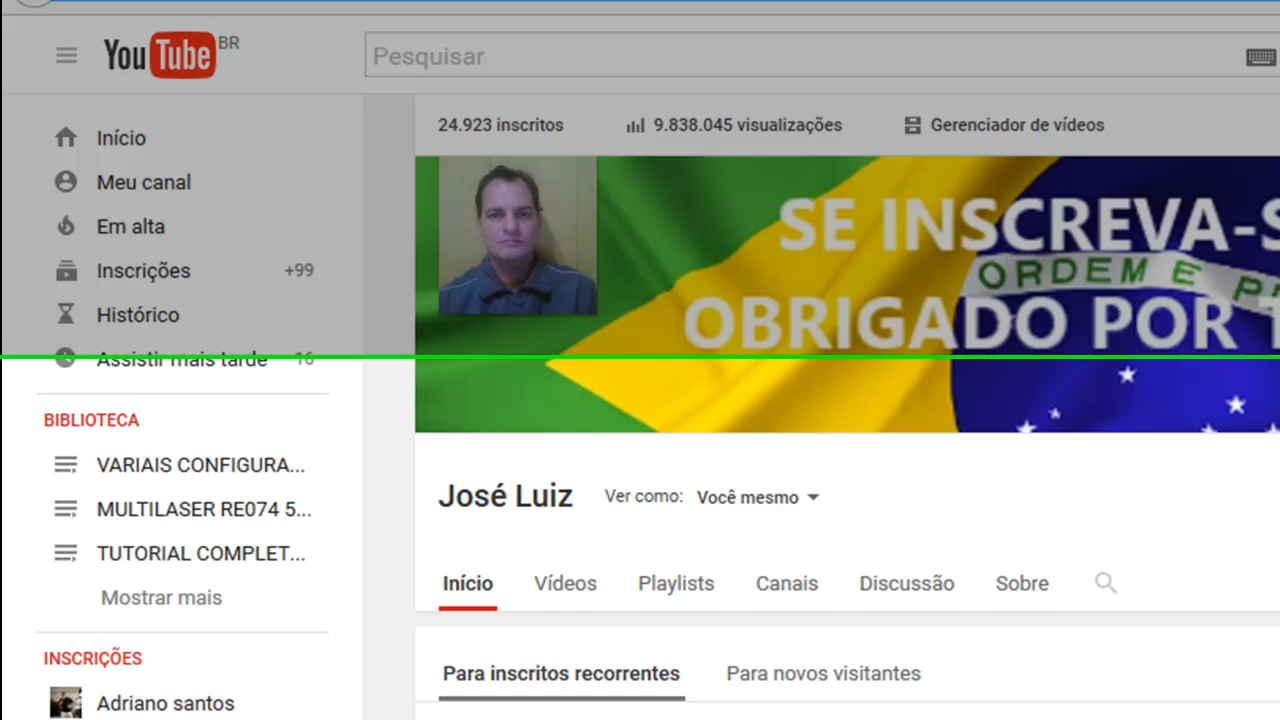 YouTube BR
Pesquisar
Início
Meu canal
Em alta
Inscrições +99
Histórico
Assistir mais tarde 16
BIBLIOTECA
VARIAIS CONFIGURA...
MULTILASER RE074 5...
TUTORIAL COMPLET...
Mostrar mais
INSCRIÇÕES
Adriano santos
24.923 inscritos 9.838.045 visualizações Gerenciador de vídeos
SE INSCREVA-S
ORDEM E P
OBRIGADO POR T
José Luiz Ver como: Você mesmo
Início Vídeos Playlists Canais Discussão Sobre
Para inscritos recorrentes Para novos visitantes